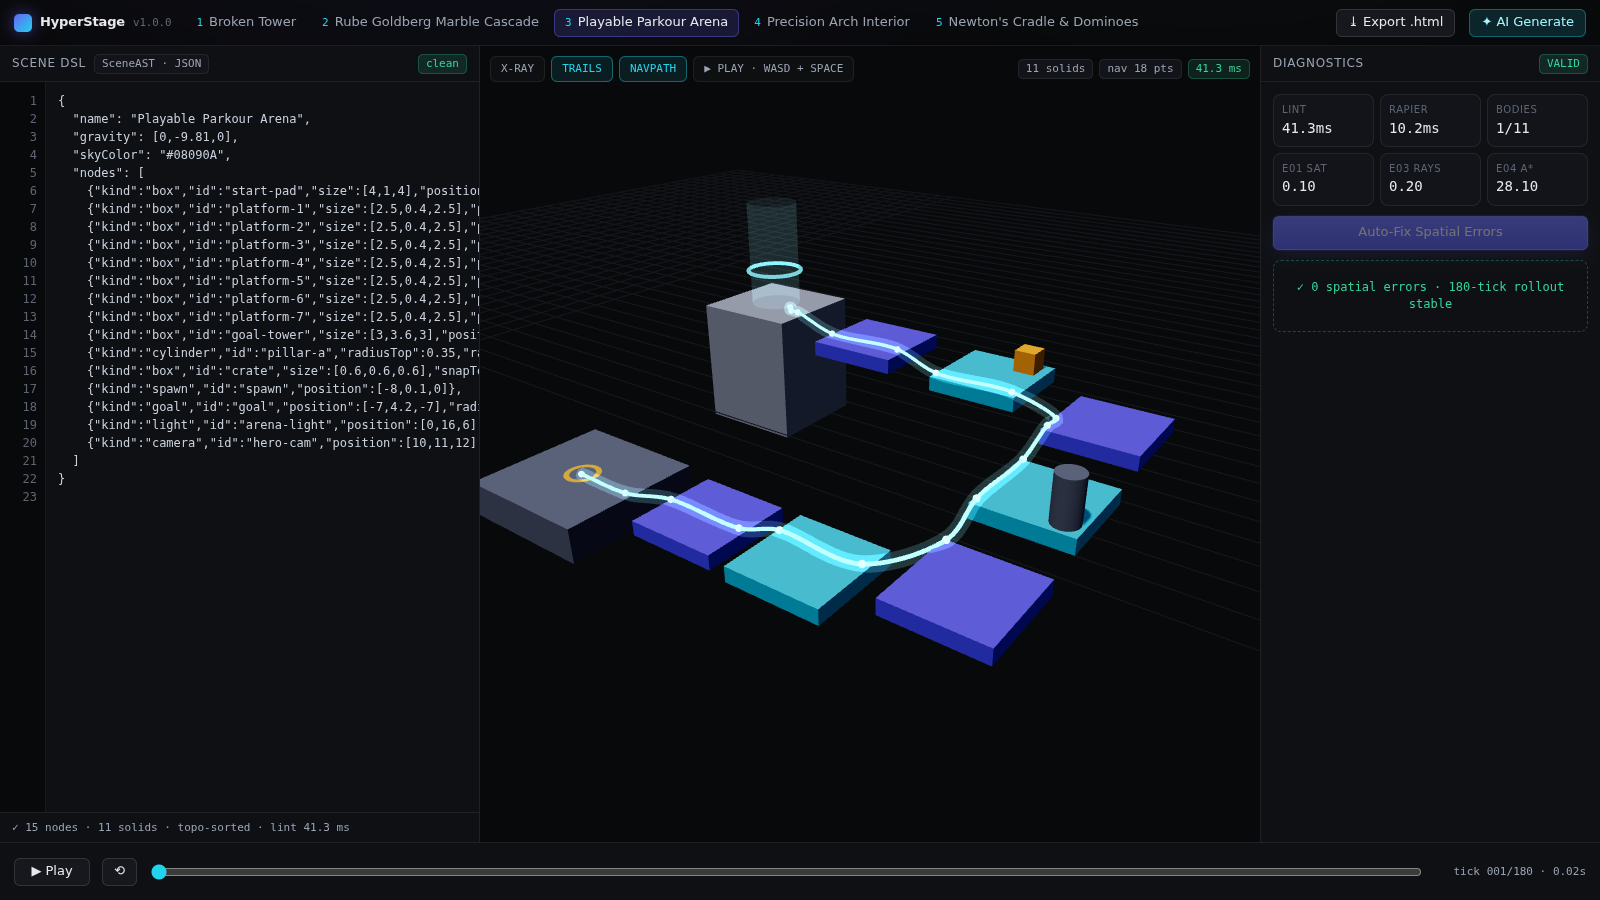 HyperStage v1.0.0 1 Broken Tower 2 Rube Goldberg Marble Cascade 3 Playable Parkour Arena 4 Precision Arch Interior 5 Newton's Cradle & Dominoes ⤓ Export .html ✦ AI Generate
SCENE DSL SceneAST · JSON clean
1 {
2 "name": "Playable Parkour Arena",
3 "gravity": [0,-9.81,0],
4 "skyColor": "#08090A",
5 "nodes": [
6 {"kind":"box","id":"start-pad","size":[4,1,4],"position
7 {"kind":"box","id":"platform-1","size":[2.5,0.4,2.5],"p
8 {"kind":"box","id":"platform-2","size":[2.5,0.4,2.5],"p
9 {"kind":"box","id":"platform-3","size":[2.5,0.4,2.5],"p
10 {"kind":"box","id":"platform-4","size":[2.5,0.4,2.5],"p
11 {"kind":"box","id":"platform-5","size":[2.5,0.4,2.5],"p
12 {"kind":"box","id":"platform-6","size":[2.5,0.4,2.5],"p
13 {"kind":"box","id":"platform-7","size":[2.5,0.4,2.5],"p
14 {"kind":"box","id":"goal-tower","size":[3,3.6,3],"posit
15 {"kind":"cylinder","id":"pillar-a","radiusTop":0.35,"ra
16 {"kind":"box","id":"crate","size":[0.6,0.6,0.6],"snapTo
17 {"kind":"spawn","id":"spawn","position":[-8,0.1,0]},
18 {"kind":"goal","id":"goal","position":[-7,4.2,-7],"radi
19 {"kind":"light","id":"arena-light","position":[0,16,6]
20 {"kind":"camera","id":"hero-cam","position":[10,11,12]
21 ]
22 }
23
✓ 15 nodes · 11 solids · topo-sorted · lint 41.3 ms
X-RAY TRAILS NAVPATH ▶ PLAY · WASD + SPACE 11 solids nav 18 pts 41.3 ms
DIAGNOSTICS VALID
LINT RAPIER BODIES
41.3ms 10.2ms 1/11
E01 SAT E03 RAYS E04 A*
0.10 0.20 28.10
Auto-Fix Spatial Errors
✓ 0 spatial errors · 180-tick rollout
stable
▶ Play ⟲ tick 001/180 · 0.02s